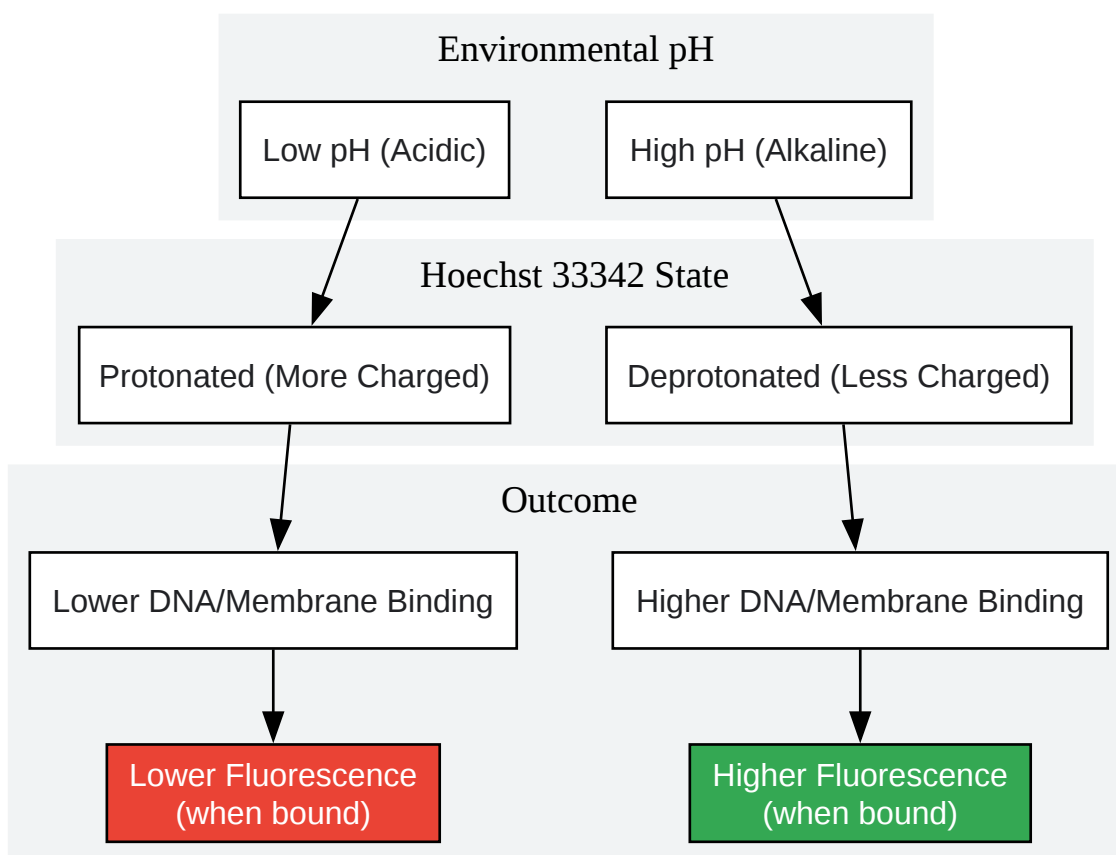 Environmental pH
Low pH (Acidic)
High pH (Alkaline)
Hoechst 33342 State
Protonated (More Charged)
Deprotonated (Less Charged)
Outcome
Lower DNA/Membrane Binding
Higher DNA/Membrane Binding
Lower Fluorescence
(when bound)
Higher Fluorescence
(when bound)